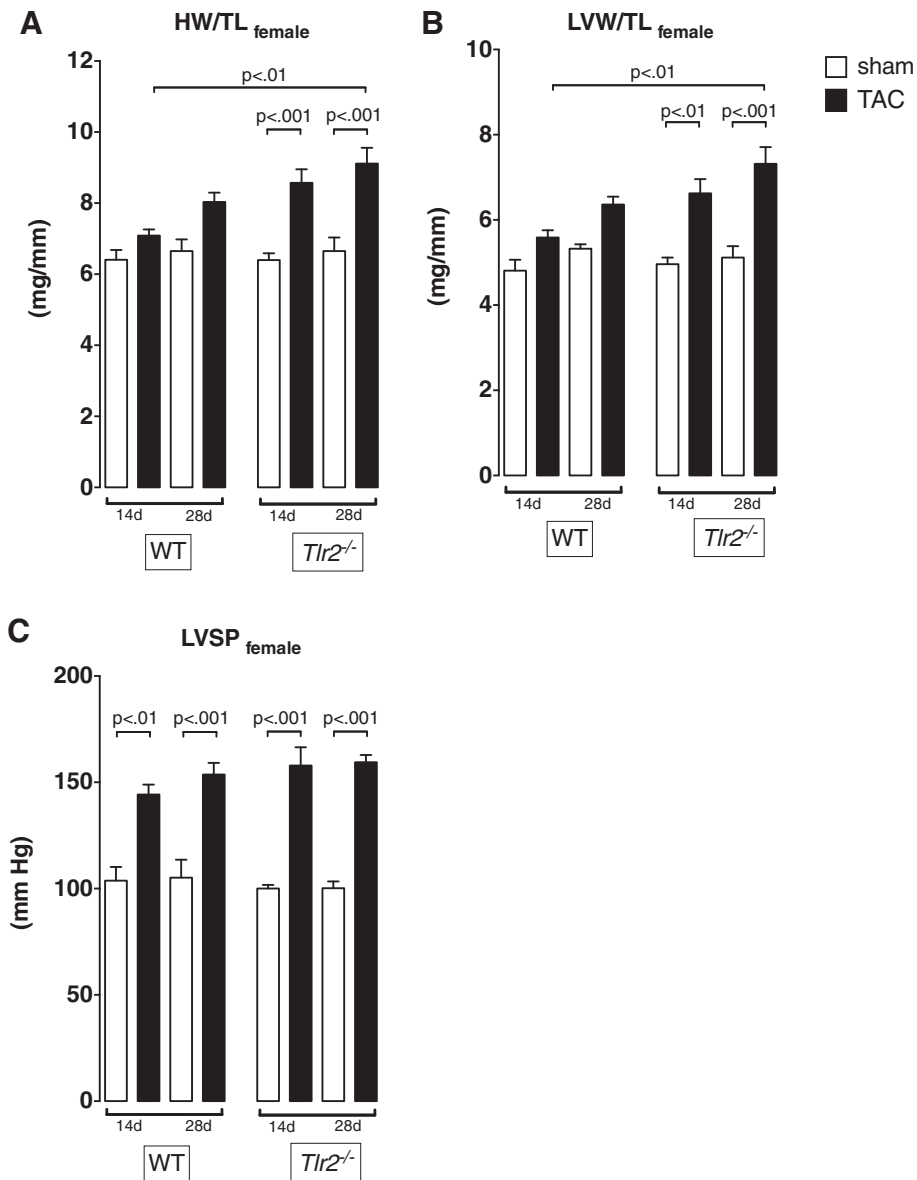 A
HW/TL female
12
10
8
6
4
2
0
(mg/mm)
p<.01
p<.001
p<.001
14d
28d
14d
28d
WT
Tlr2-/-
B
LVW/TL female
10
8
6
4
2
0
(mg/mm)
p<.01
p<.01
p<.001
14d
28d
14d
28d
WT
Tlr2-/-
sham
TAC
C
LVSP female
200
150
100
50
0
(mm Hg)
p<.01
p<.001
p<.001
p<.001
14d
28d
14d
28d
WT
Tlr2-/-